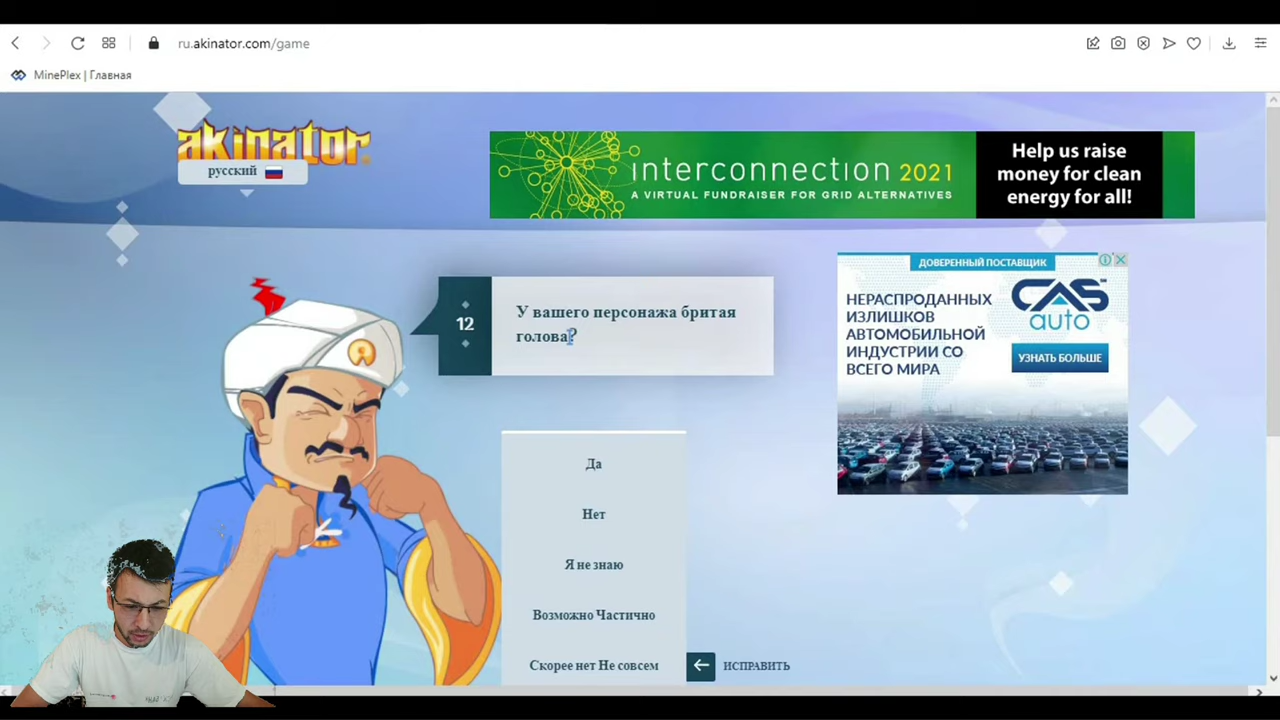 ru.akinator.com/game
MinePlex | Главная
akinator
русский
interconnection 2021
A VIRTUAL FUNDRAISER FOR GRID ALTERNATIVES
Help us raise
money for clean
energy for all!
12
У вашего персонажа бритая
голова?
Да
Нет
Я не знаю
Возможно Частично
Скорее нет Не совсем
ИСПРАВИТЬ
ДОВЕРЕННЫЙ ПОСТАВЩИК
НЕРАСПРОДАННЫХ
ИЗЛИШКОВ
АВТОМОБИЛЬНОЙ
ИНДУСТРИИ СО
ВСЕГО МИРА
CAS
auto
УЗНАТЬ БОЛЬШЕ